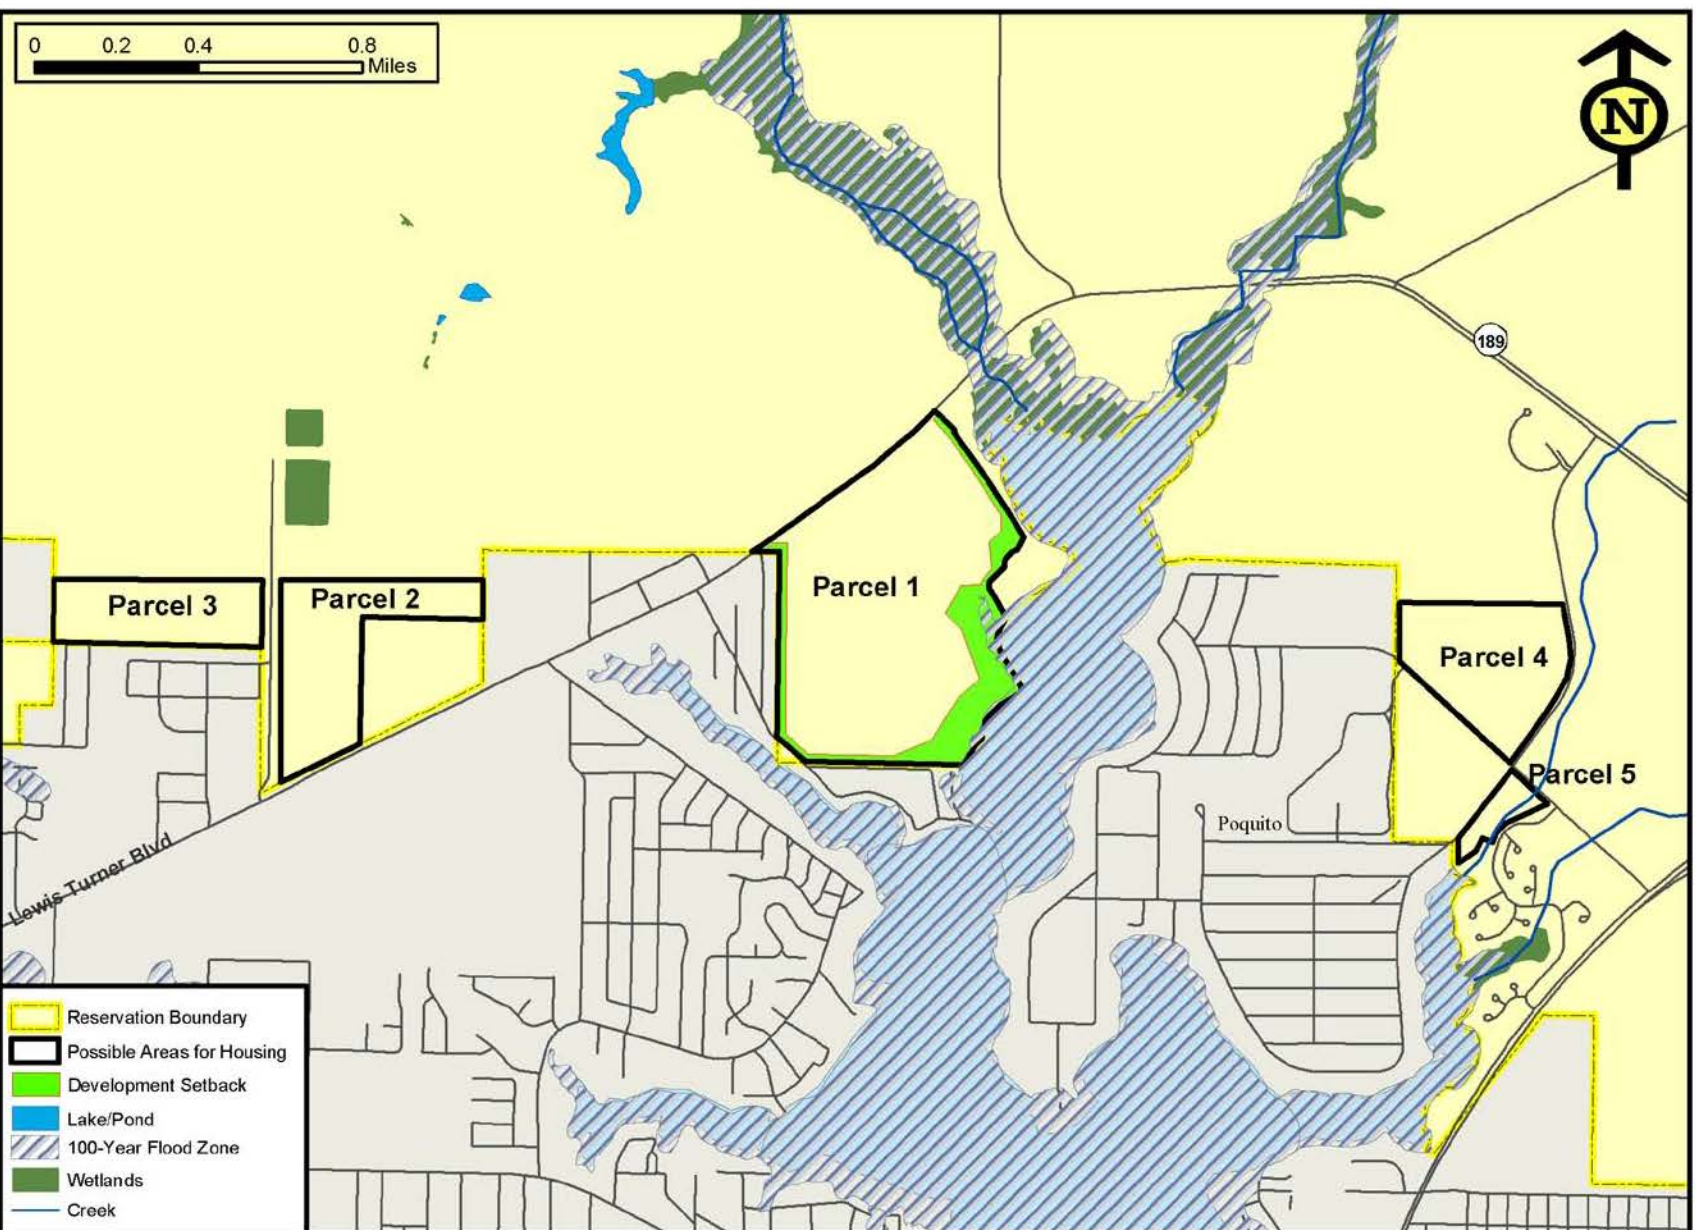 0 0.2 0.4 0.8
Miles
N
189
Parcel 1
Parcel 2
Parcel 3
Parcel 4
Parcel 5
Poquito
Lewis Turner Blvd
Reservation Boundary
Possible Areas for Housing
Development Setback
Lake/Pond
100-Year Flood Zone
Wetlands
Creek